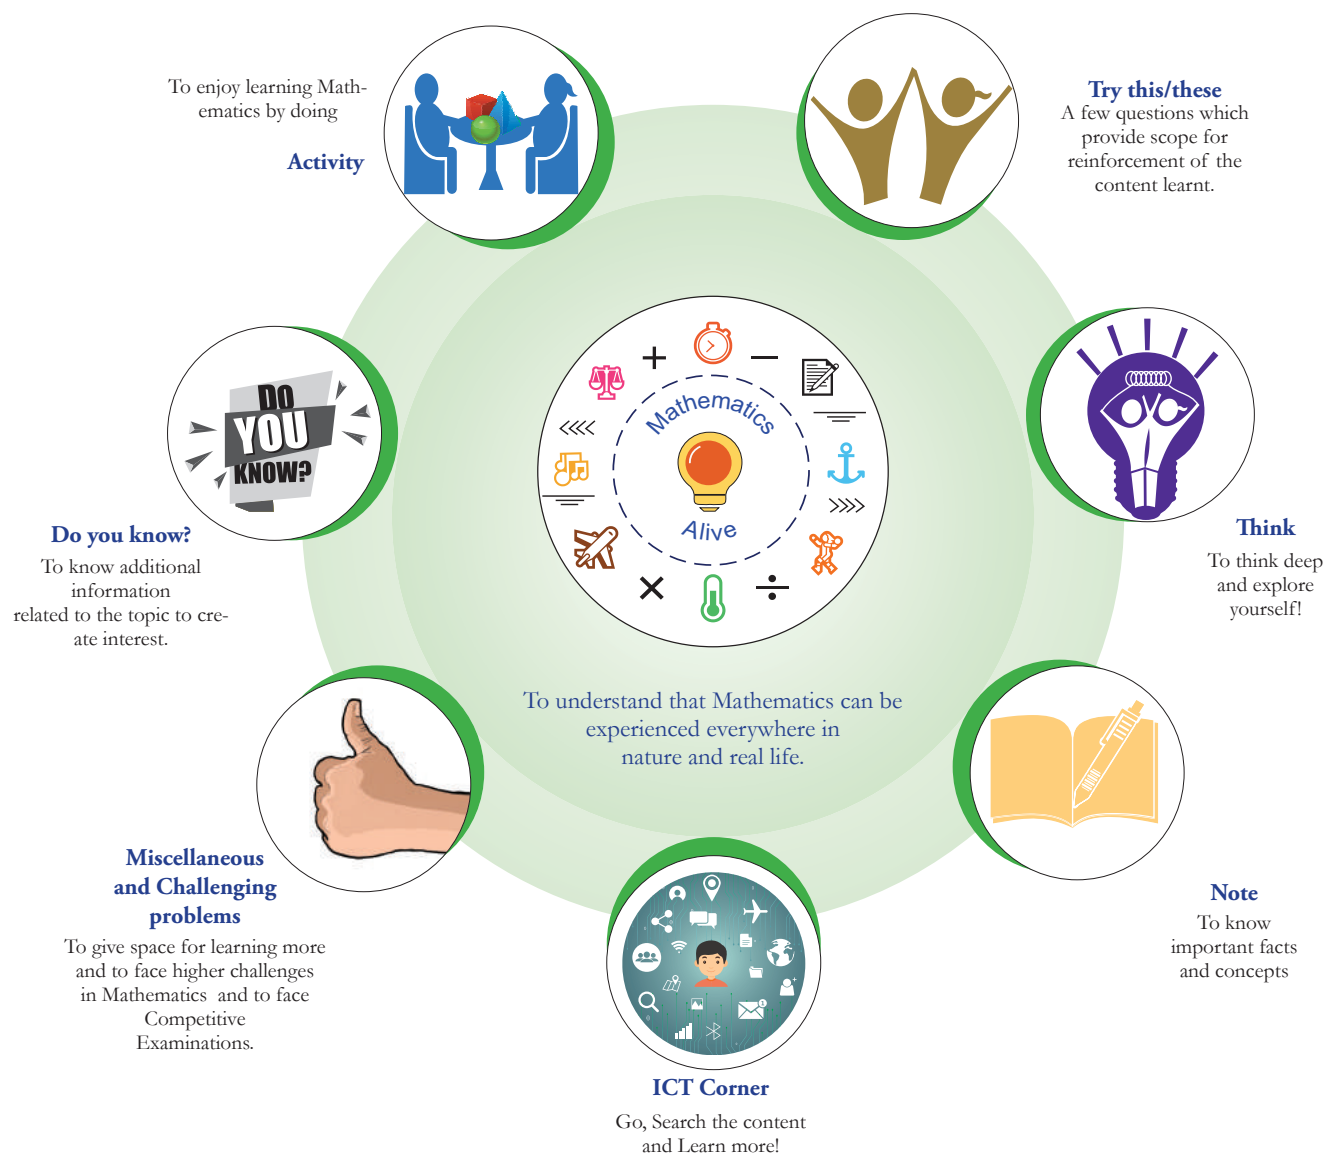 To enjoy learning Math-
ematics by doing
Activity
Try this/these
A few questions which
provide scope for
reinforcement of the
content learnt.
DO
YOU
KNOW?
Do you know?
To know additional
information
related to the topic to cre-
ate interest.
Mathematics
Alive
To understand that Mathematics can be
experienced everywhere in
nature and real life.
Think
To think deep
and explore
yourself!
Miscellaneous
and Challenging
problems
To give space for learning more
and to face higher challenges
in Mathematics and to face
Competitive
Examinations.
Note
To know
important facts
and concepts
1
ICT Corner
Go, Search the content
and Learn more!